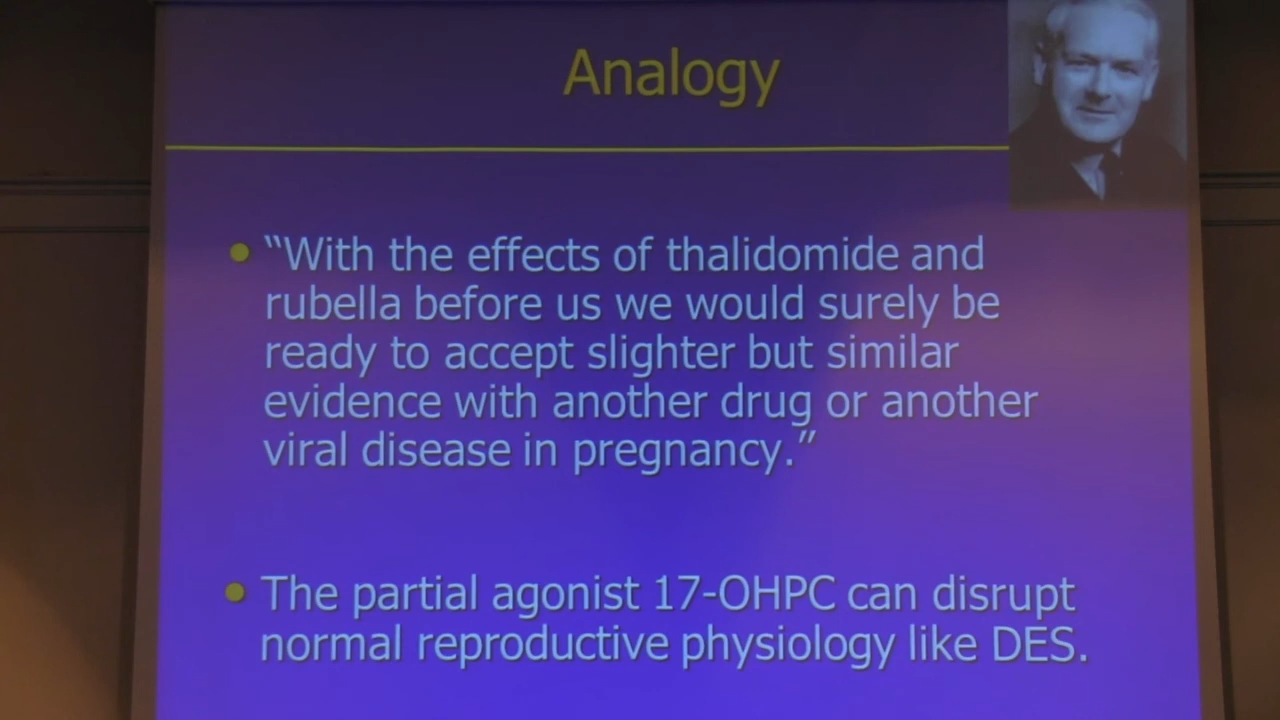 Analogy
• “With the effects of thalidomide and
rubella before us we would surely be
ready to accept slighter but similar
evidence with another drug or another
viral disease in pregnancy.”
• The partial agonist 17-OHPC can disrupt
normal reproductive physiology like DES.